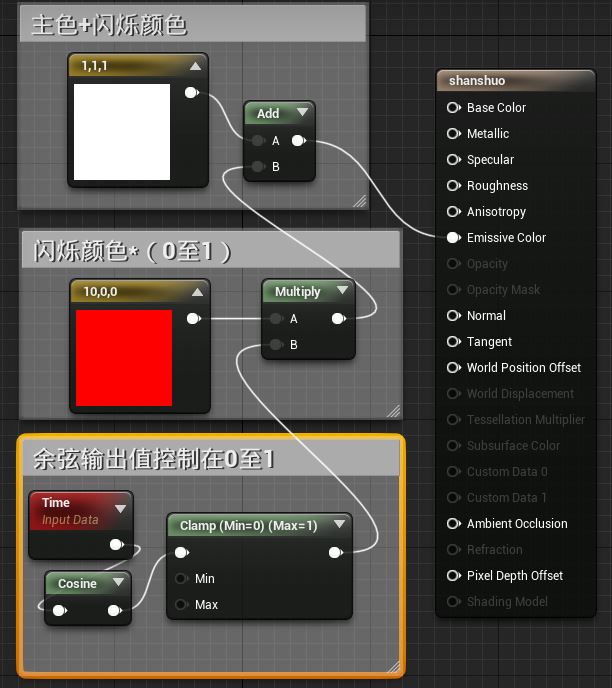 主色+闪烁颜色
1,1,1
Add
A
B
闪烁颜色*（0至1）
10,0,0
Multiply
A
B
余弦输出值控制在0至1
Time
Input Data
Cosine
Clamp (Min=0) (Max=1)
Min
Max
shanshuo
Base Color
Metallic
Specular
Roughness
Anisotropy
Emissive Color
Opacity
Opacity Mask
Normal
Tangent
World Position Offset
World Displacement
Tessellation Multiplier
Subsurface Color
Custom Data 0
Custom Data 1
Ambient Occlusion
Refraction
Pixel Depth Offset
Shading Model